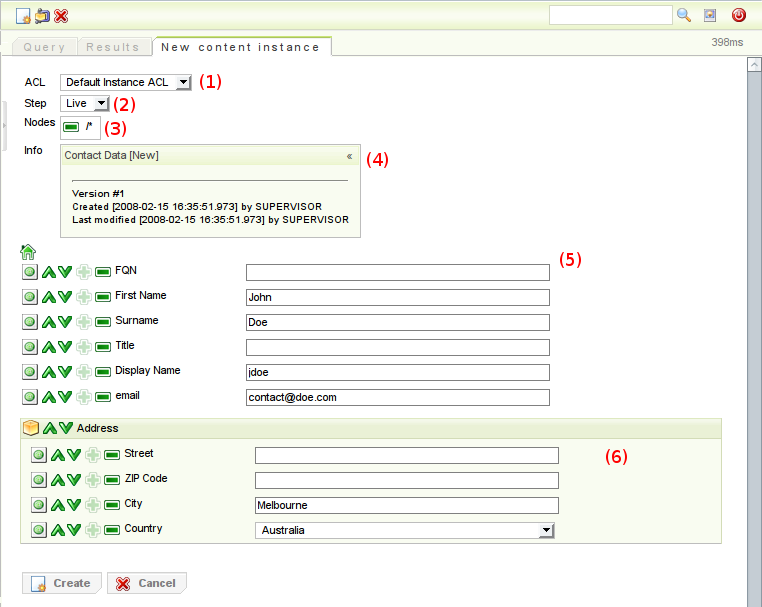 Query Results New content instance 398ms
ACL Default Instance ACL (1)
Step Live (2)
Nodes /* (3)
Info Contact Data [New] « (4)
Version #1
Created [2008-02-15 16:35:51.973] by SUPERVISOR
Last modified [2008-02-15 16:35:51.973] by SUPERVISOR
(5)
FQN
First Name John
Surname Doe
Title
Display Name jdoe
email contact@doe.com
Address
Street (6)
ZIP Code
City Melbourne
Country Australia
Create Cancel